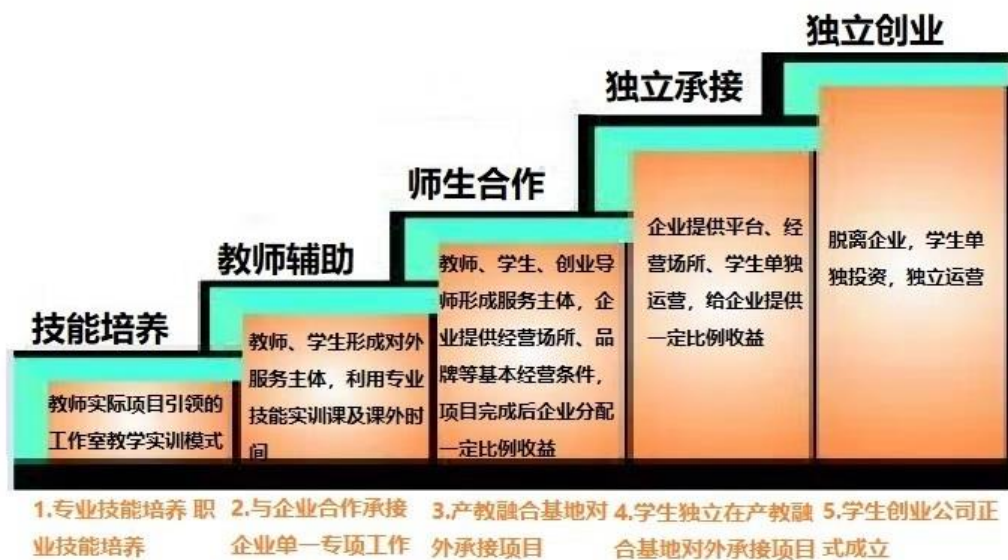 独立创业
独立承接
师生合作
教师辅助
技能培养
教师实际项目引领的
工作室教学实训模式
教师、学生形成对外
服务主体，利用专业
技能实训课及课外时
间
教师、学生、创业导
师形成服务主体，企
业提供经营场所、品
牌等基本经营条件，
项目完成后企业分配
一定比例收益
企业提供平台、经
营场所、学生单独
运营，给企业提供
一定比例收益
脱离企业，学生单
独投资，独立运营
1.专业技能培养 职
业技能培养
2.与企业合作承接
企业单一专项工作
3.产教融合基地对
外承接项目
4.学生独立在产教融
合基地对外承接项目
5.学生创业公司正
式成立